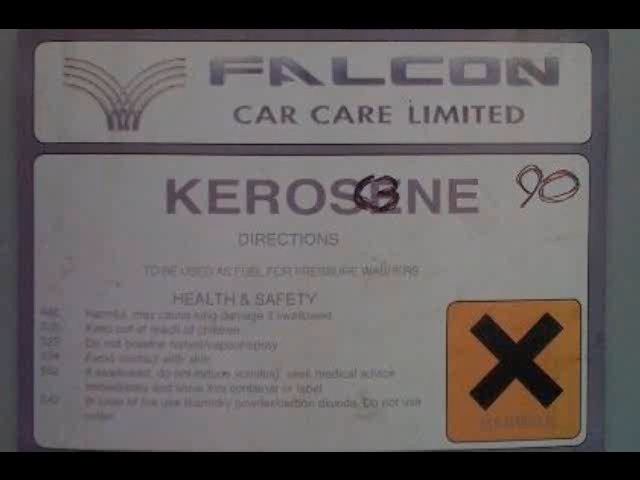 FALCON
CAR CARE LIMITED
KEROSENE 90
DIRECTIONS
TO BE USED AS FUEL FOR PRESSURE WASHERS
HEALTH & SAFETY
Harmful, may cause lung damage if swallowed
Keep out of reach of children
Do not breathe vapour spray
Avoid contact with skin
If swallowed, do not induce vomiting, seek medical advice
immediately and show this container or label
In case of fire use powder/carbon dioxide. Do not use
water
HARMFUL